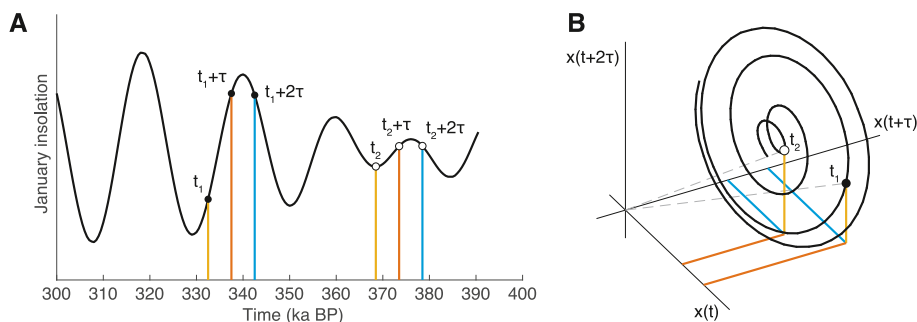 A
January insolation
t₁
t₁+τ
t₁+2τ
t₂
t₂+τ
t₂+2τ
300 310 320 330 340 350 360 370 380 390 400
Time (ka BP)
B
x(t+2τ)
x(t+τ)
t₂
t₁
x(t)